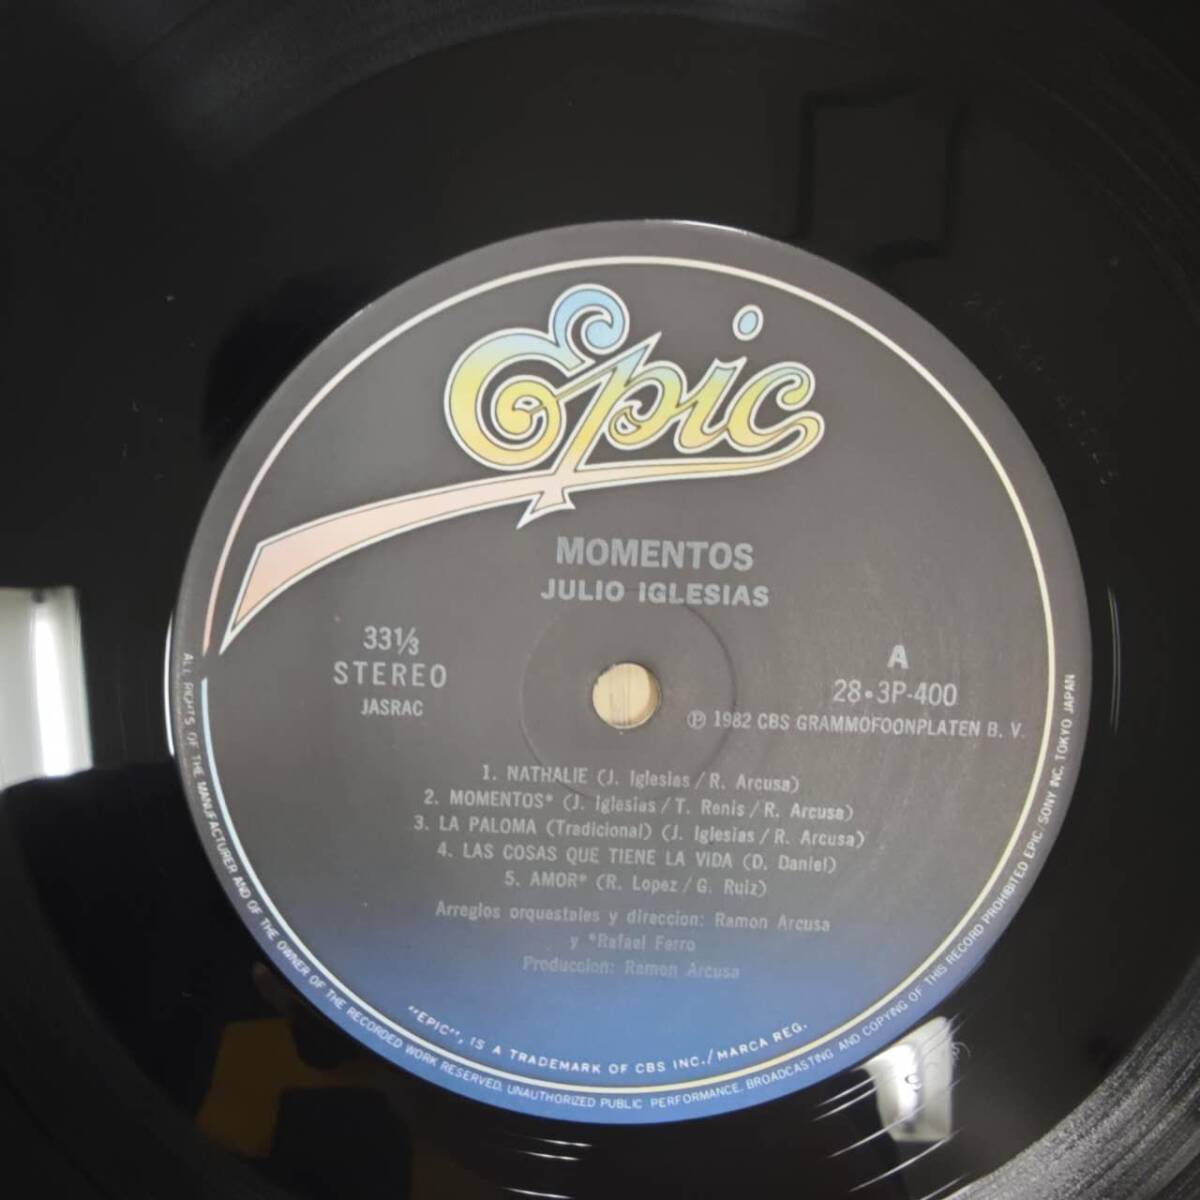 Epic
MOMENTOS
JULIO IGLESIAS
33⅓
STEREO
JASRAC
A
28・3P-400
Ⓟ 1982 CBS GRAMMOFOONPLATEN B. V.
1. NATHALIE (J. Iglesias / R. Arcusa)
2. MOMENTOS* (J. Iglesias / T. Renis / R. Arcusa)
3. LA PALOMA (Tradicional) (J. Iglesias / R. Arcusa)
4. LAS COSAS QUE TIENE LA VIDA (D. Daniel)
5. AMOR* (R. Lopez / G. Ruiz)
Arreglos orquestales y direccion: Ramon Arcusa
y *Rafael Ferro
Produccion: Ramon Arcusa
"EPIC", IS A TRADEMARK OF CBS INC./MARCA REG.
ALL RIGHTS OF THE MANUFACTURER AND OF THE OWNER OF THE RECORDED WORK RESERVED. UNAUTHORIZED PUBLIC PERFORMANCE. BROADCASTING AND COPYING OF THIS RECORD PROHIBITED EPIC/SONY INC. TOKYO JAPAN